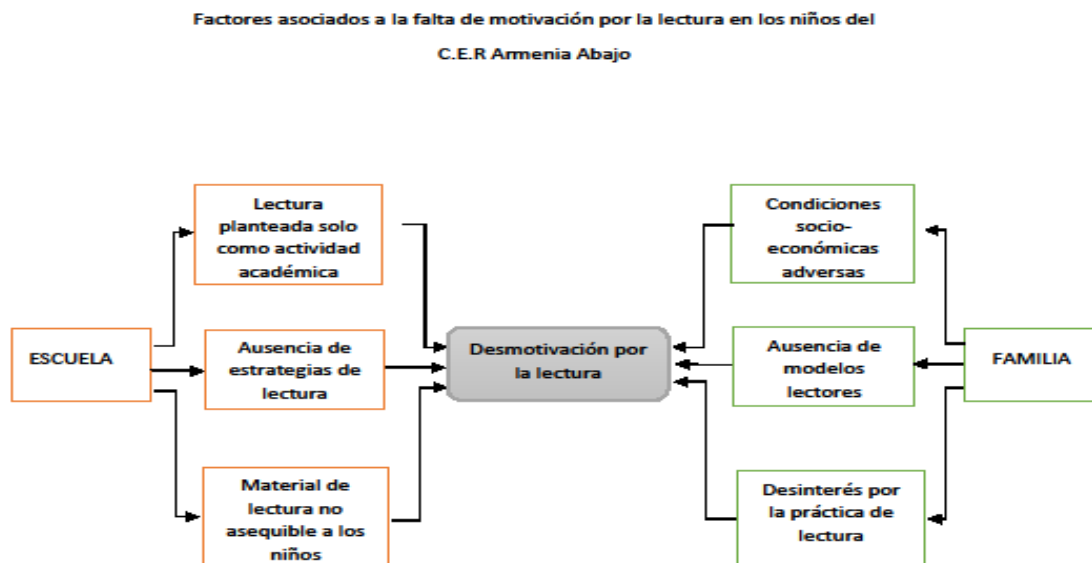 Factores asociados a la falta de motivación por la lectura en los niños del
C.E.R Armenia Abajo
Lectura
planteada solo
como actividad
académica
Condiciones
socio-
económicas
adversas
ESCUELA
Ausencia de
estrategias de
lectura
Desmotivación por
la lectura
Ausencia de
modelos
lectores
FAMILIA
Material de
lectura no
asequible a los
niños
Desinterés por
la práctica de
lectura